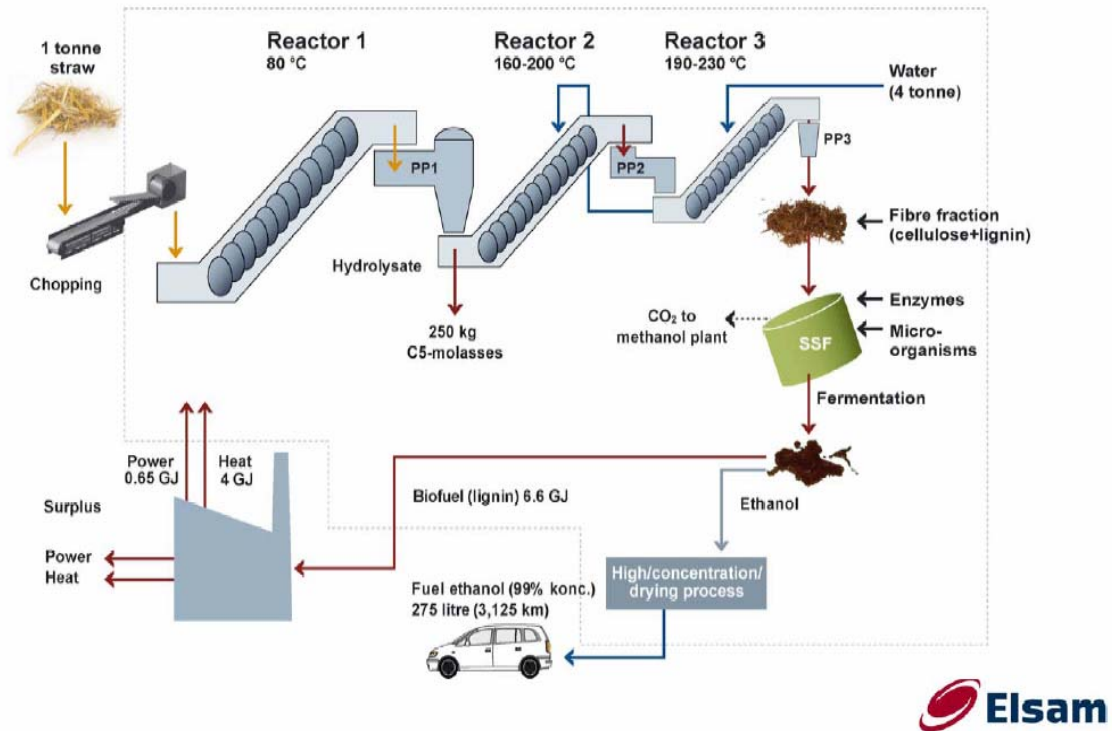 1 tonne
straw
Reactor 1
80 °C
Reactor 2
160-200 °C
Reactor 3
190-230 °C
Water
(4 tonne)
PP1
PP2
PP3
Chopping
Hydrolysate
250 kg
C5-molasses
Fibre fraction
(cellulose+lignin)
Enzymes
Micro-
organisms
CO₂ to
methanol plant
SSF
Fermentation
Power
0.65 GJ
Heat
4 GJ
Surplus
Power
Heat
Biofuel (lignin) 6.6 GJ
Ethanol
High/concentration/
drying process
Fuel ethanol (99% konc.)
275 litre (3,125 km)
Elsam